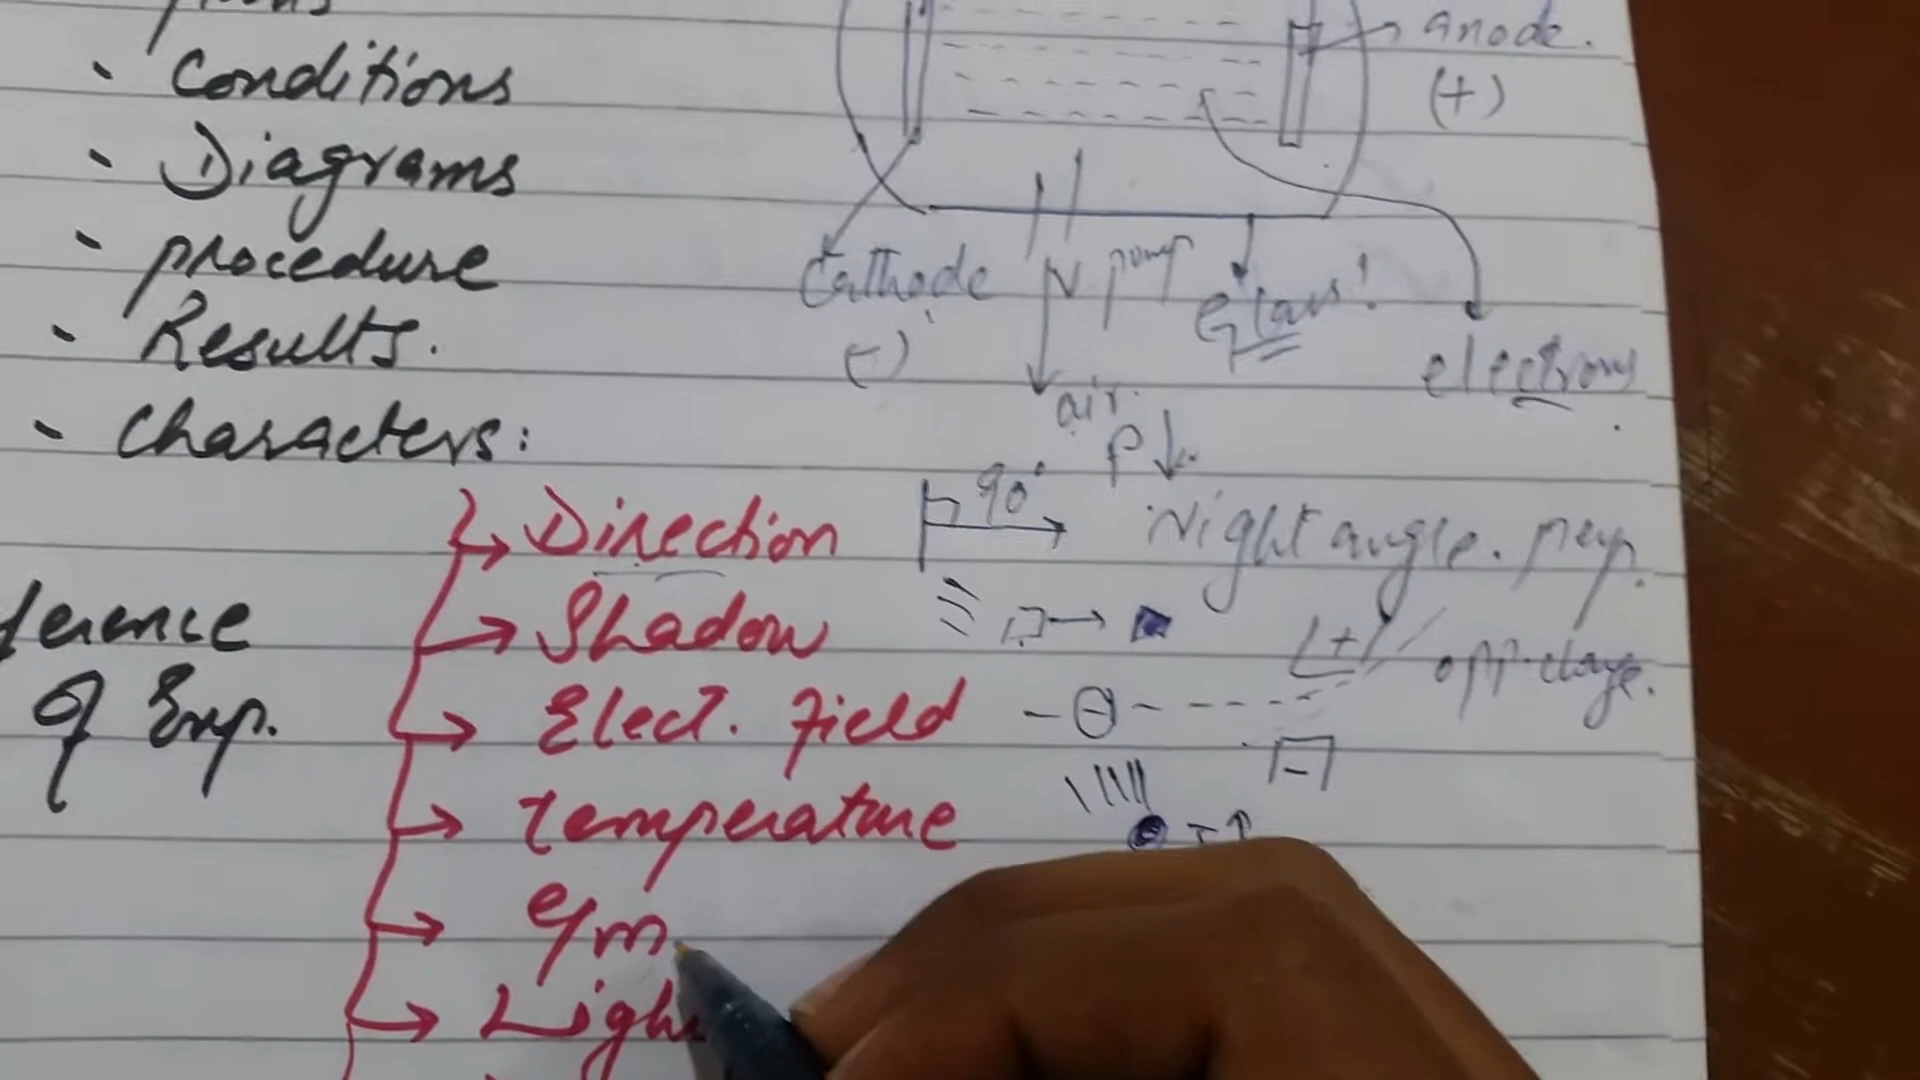 Conditions
anode.
(+)
Diagrams
procedure
Cathode
(-)
pump
Glass!
electrons
Results.
air.
P↓
Characters:
Direction
90°
right angle. perp.
Shadow
(+)
opp. charge.
Elect. field
temperature
T↑
e/m
Ligh
of Exp.